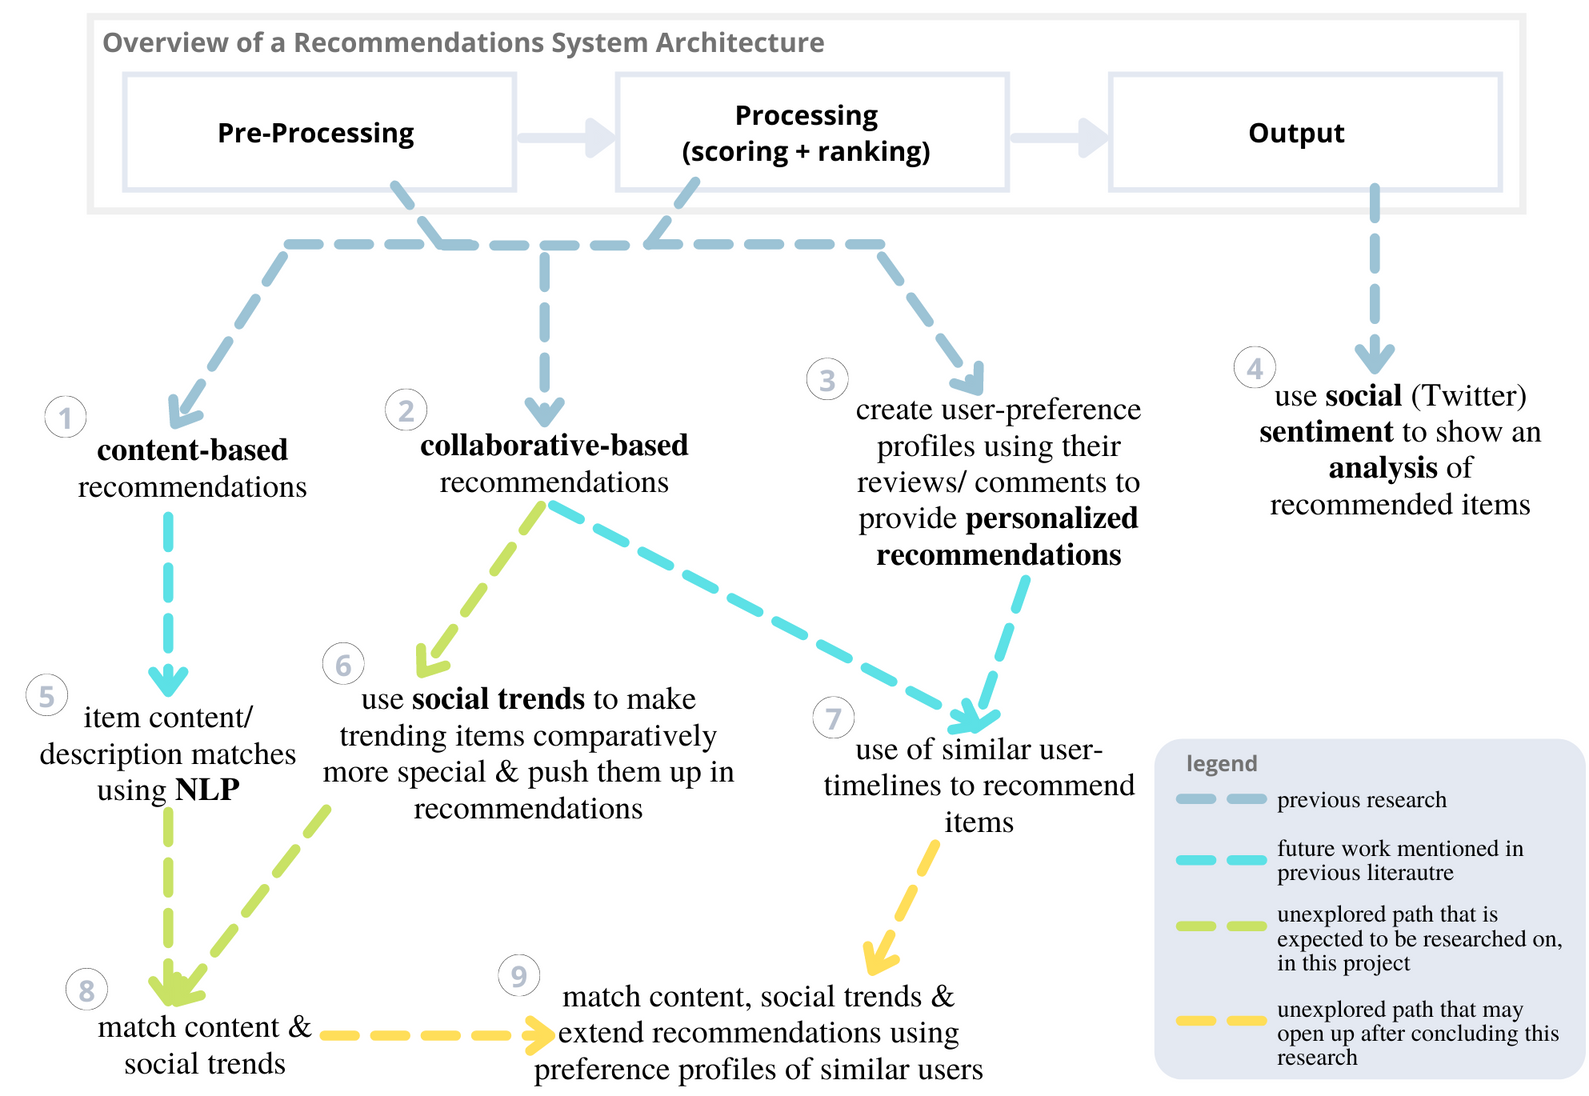 Overview of a Recommendations System Architecture
Pre-Processing
Processing
(scoring + ranking)
Output
1
content-based
recommendations
2
collaborative-based
recommendations
3
create user-preference
profiles using their
reviews/ comments to
provide personalized
recommendations
4
use social (Twitter)
sentiment to show an
analysis of
recommended items
5
item content/
description matches
using NLP
6
use social trends to make
trending items comparatively
more special & push them up in
recommendations
7
use of similar user-
timelines to recommend
items
8
match content &
social trends
9
match content, social trends &
extend recommendations using
preference profiles of similar users
legend
previous research
future work mentioned in
previous literautre
unexplored path that is
expected to be researched on,
in this project
unexplored path that may
open up after concluding this
research